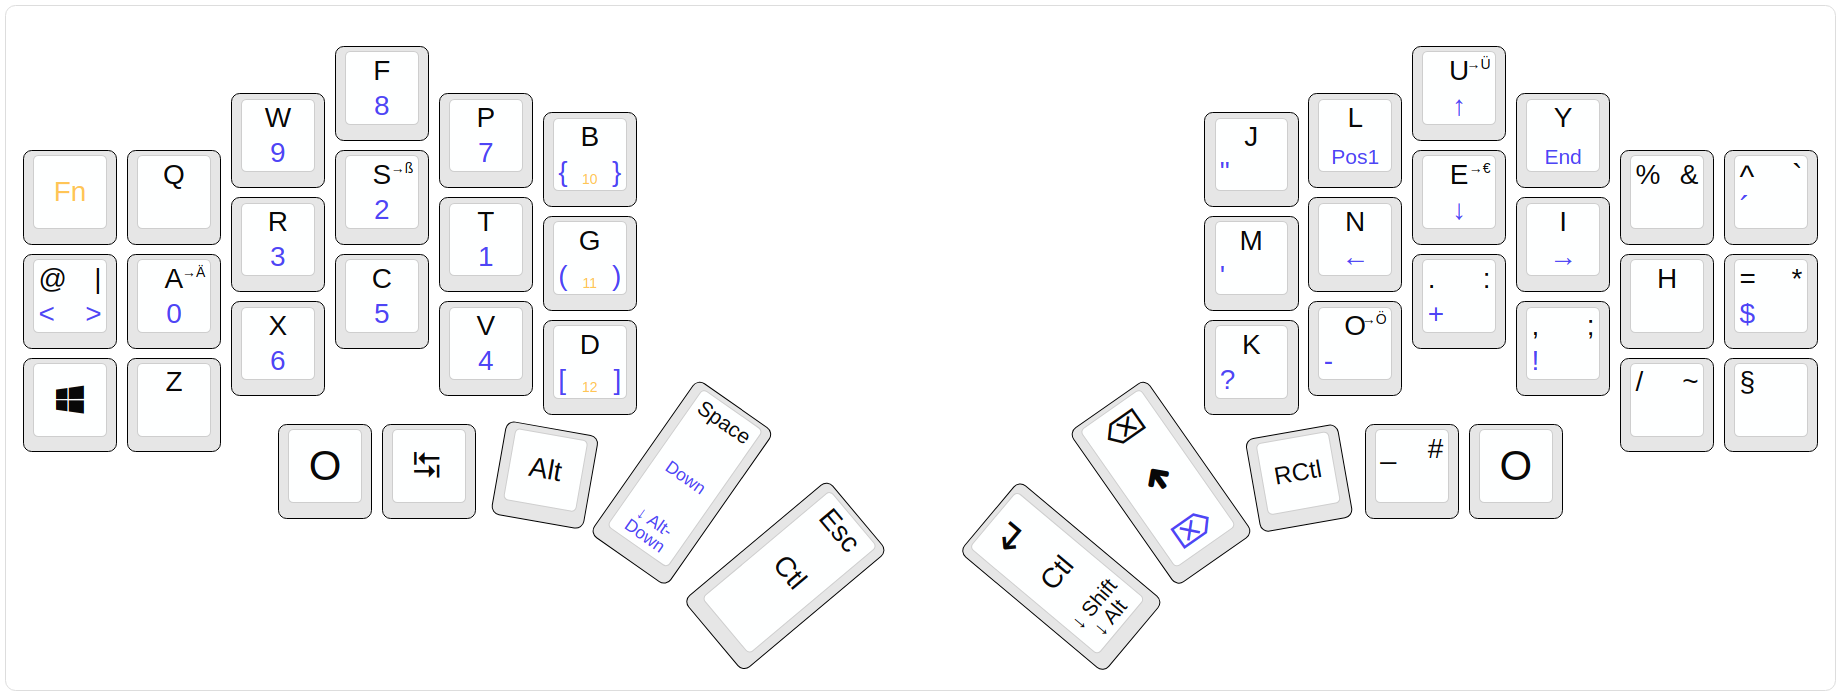 Fn
Q
W
9
F
8
P
7
B
{ 10 }
@ |
< >
A→Ä
0
R
3
S→ß
2
T
1
G
( 11 )
Z
X
6
C
5
V
4
D
[ 12 ]
O
Alt
Space
Down
↓ Alt-
Down
Esc
Ctl
J
"
L
Pos1
U→Ü
↑
Y
End
% &
^ `
´
M
'
N
←
E→€
↓
I
→
H
= *
$
K
?
O→Ö
-
. :
+
, ;
!
/ ~
§
Ctl
→ Shift
→ Alt
RCtl
_ #
O